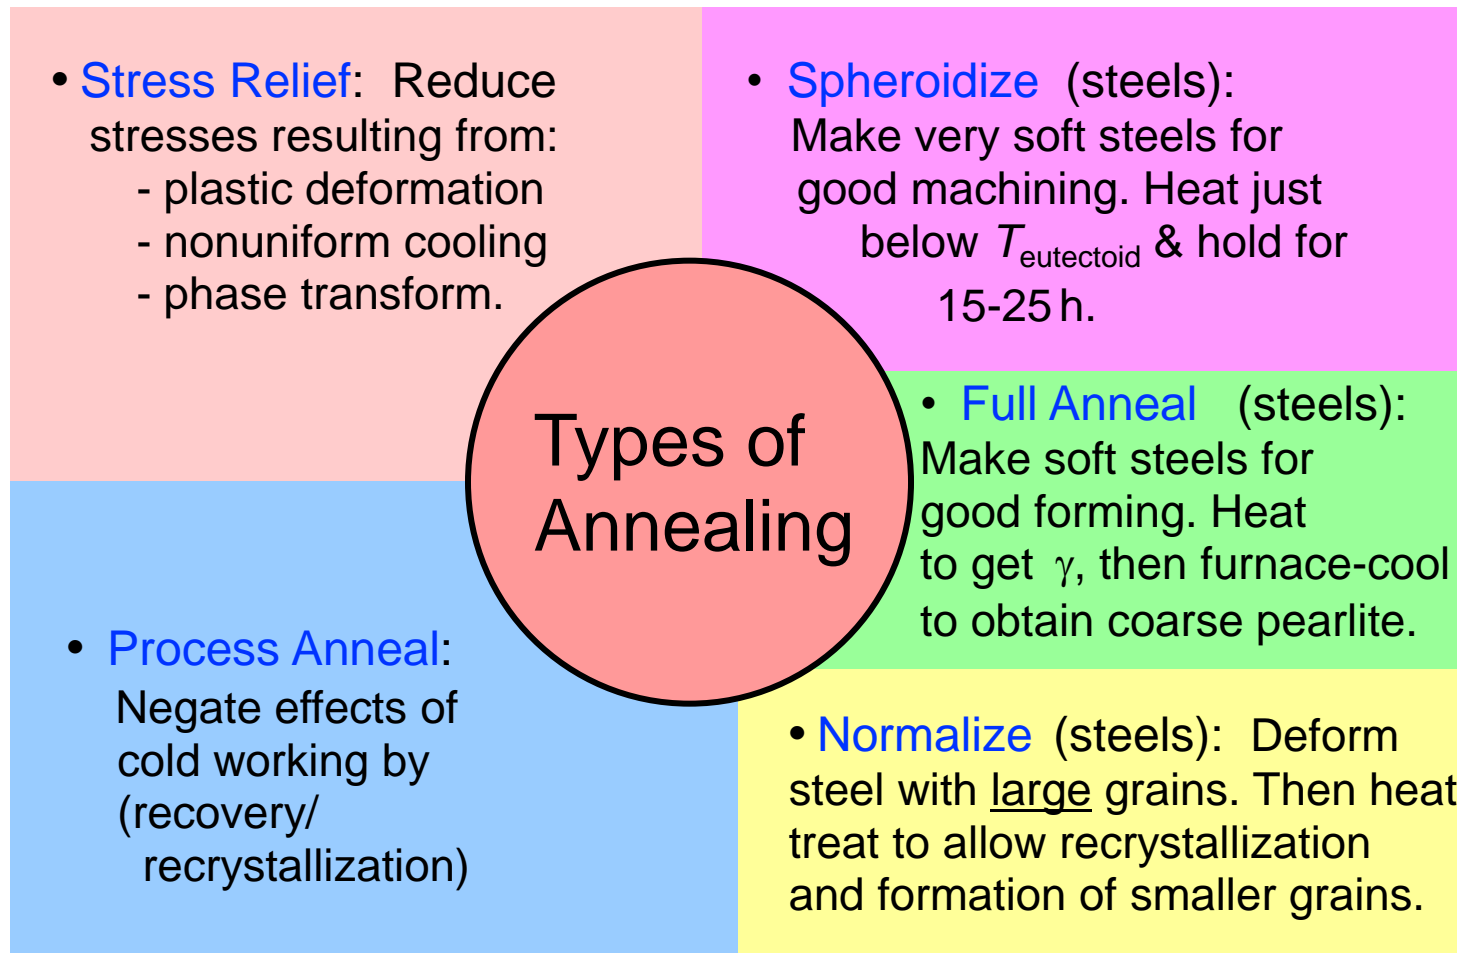 • Stress Relief: Reduce
stresses resulting from:
- plastic deformation
- nonuniform cooling
- phase transform.
• Spheroidize (steels):
Make very soft steels for
good machining. Heat just
below Teutectoid & hold for
15-25 h.
Types of
Annealing
• Full Anneal (steels):
Make soft steels for
good forming. Heat
to get γ, then furnace-cool
to obtain coarse pearlite.
• Process Anneal:
Negate effects of
cold working by
(recovery/
recrystallization)
• Normalize (steels): Deform
steel with large grains. Then heat
treat to allow recrystallization
and formation of smaller grains.